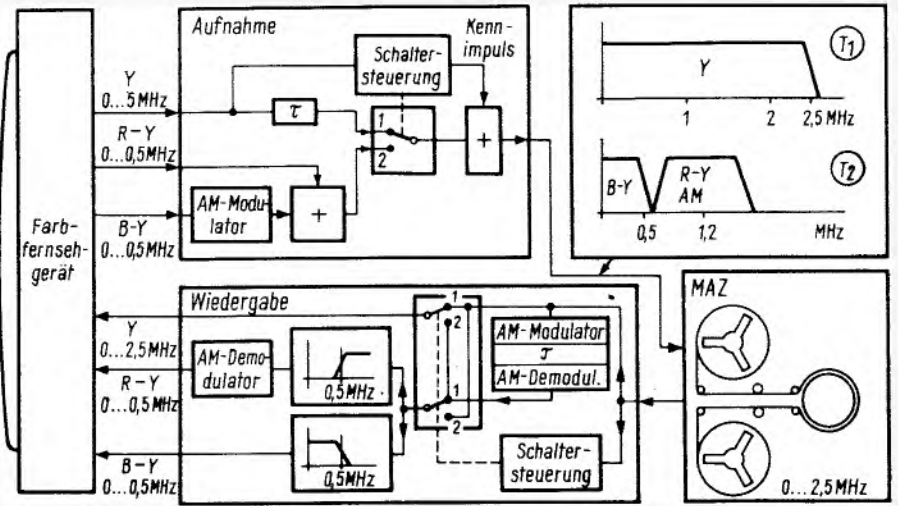 Farb-
fernseh-
gerät
Y
0...5MHz
R-Y
0...0,5MHz
B-Y
0...0,5MHz
Y
0...2,5MHz
R-Y
0...0,5MHz
B-Y
0...0,5MHz
Aufnahme
Kenn-
impuls
Schalter-
steuerung
τ
1
2
+
AM-Modu-
lator
+
T1
Y
1
2
2,5 MHz
T2
B-Y
R-Y
AM
0,5
1,2
MHz
Wiedergabe
1
2
AM-Modulator
τ
AM-Demodul.
AM-Demo-
dulator
0,5MHz
1
2
0,5MHz
Schalter-
steuerung
MAZ
0...2,5MHz